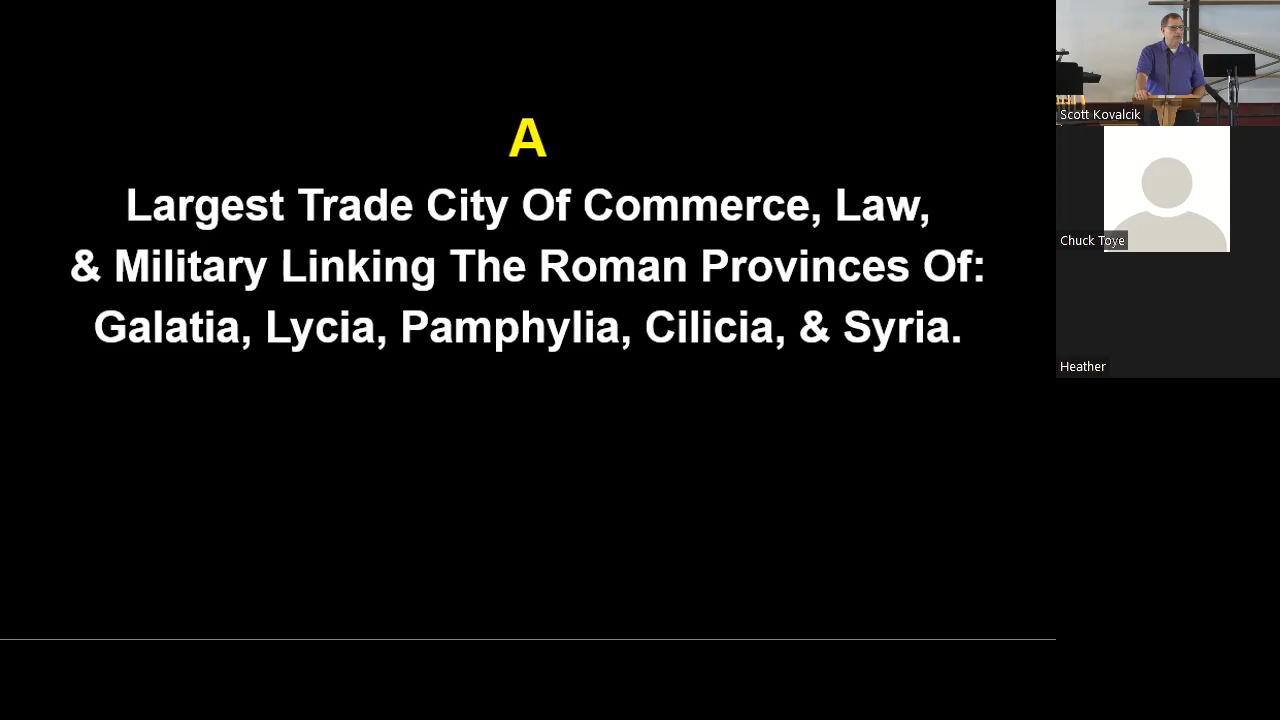 A
Largest Trade City Of Commerce, Law,
& Military Linking The Roman Provinces Of:
Galatia, Lycia, Pamphylia, Cilicia, & Syria.
Scott Kovalcik
Chuck Toye
Heather